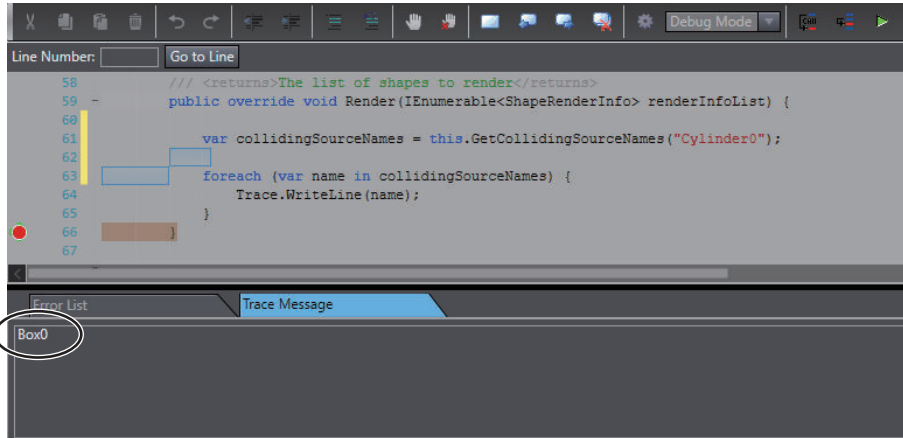 Debug Mode
Line Number: Go to Line
58 /// <returns>The list of shapes to render</returns>
59 - public override void Render(IEnumerable<ShapeRenderInfo> renderInfoList) {
60
61 var collidingSourceNames = this.GetCollidingSourceNames("Cylinder0");
62
63 foreach (var name in collidingSourceNames) {
64 Trace.WriteLine(name);
65 }
66 }
67
Error List Trace Message
Box0